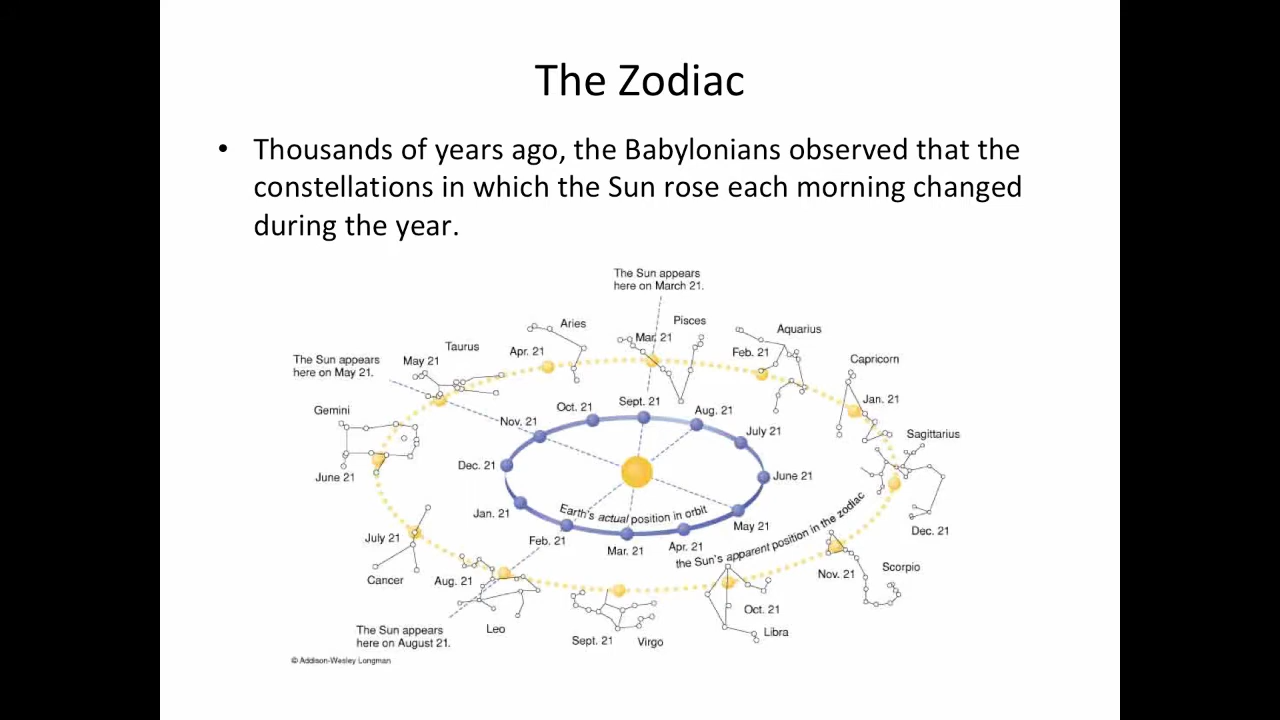 The Zodiac
• Thousands of years ago, the Babylonians observed that the
constellations in which the Sun rose each morning changed
during the year.
The Sun appears
here on March 21.
Aries
Pisces
Aquarius
Taurus
Apr. 21
Mar. 21
Feb. 21
The Sun appears
here on May 21.
May 21
Capricorn
Jan. 21
Gemini
Oct. 21
Sept. 21
Aug. 21
Nov. 21
July 21
Sagittarius
Dec. 21
June 21
June 21
Jan. 21
Earth's actual position in orbit
May 21
the Sun's apparent position in the zodiac
Dec. 21
July 21
Feb. 21
Mar. 21
Apr. 21
Cancer
Aug. 21
Nov. 21
Scorpio
Oct. 21
Leo
Libra
The Sun appears
here on August 21.
Sept. 21
Virgo
© Addison-Wesley Longman